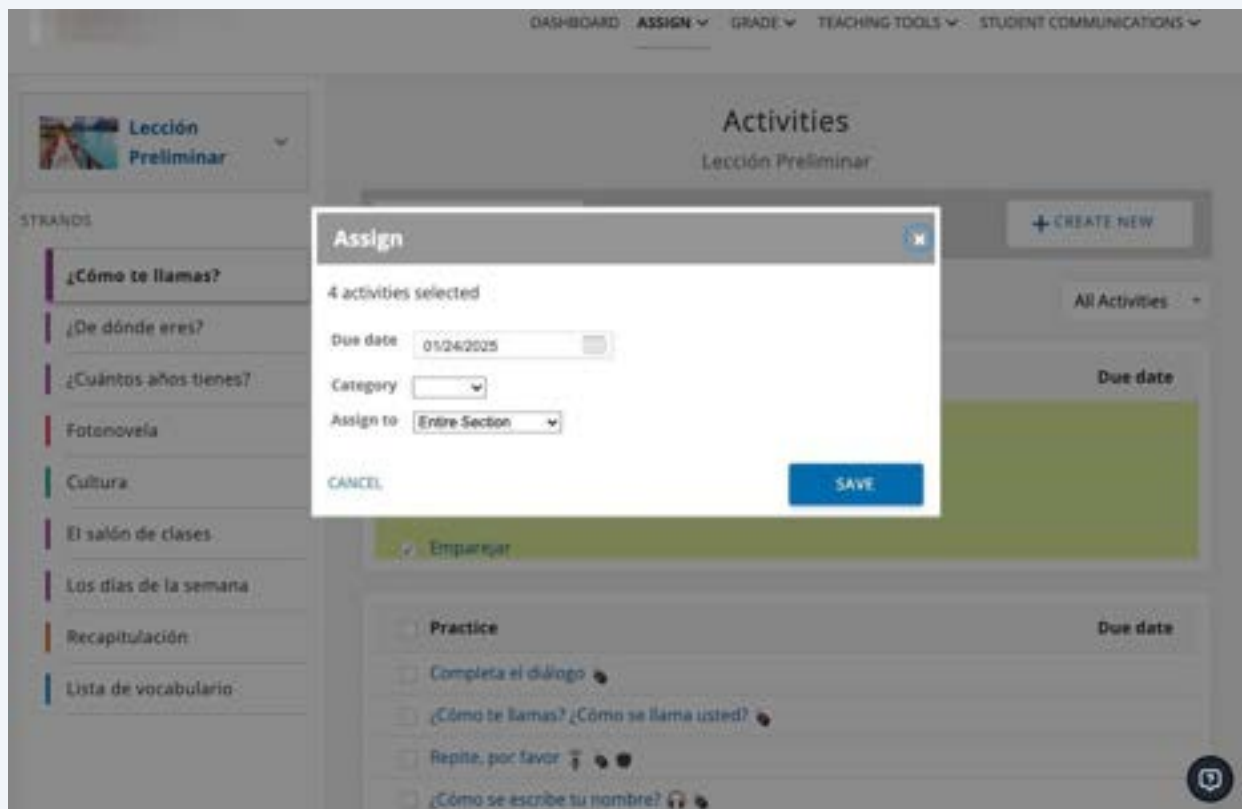 DASHBOARD ASSIGN GRADE TEACHING TOOLS STUDENT COMMUNICATIONS
Lección
Preliminar
STRANDS
¿Cómo te llamas?
¿De dónde eres?
¿Cuántos años tienes?
Fotonovela
Cultura
El salón de clases
Los días de la semana
Recapitulación
Lista de vocabulario
Activities
Lección Preliminar
+ CREATE NEW
All Activities
Due date
Assign
4 activities selected
Due date 01/24/2025
Category
Assign to Entire Section
CANCEL SAVE
Emparejar
Practice Due date
Completa el diálogo
¿Cómo te llamas? ¿Cómo se llama usted?
Repite, por favor
¿Cómo se escribe tu nombre?